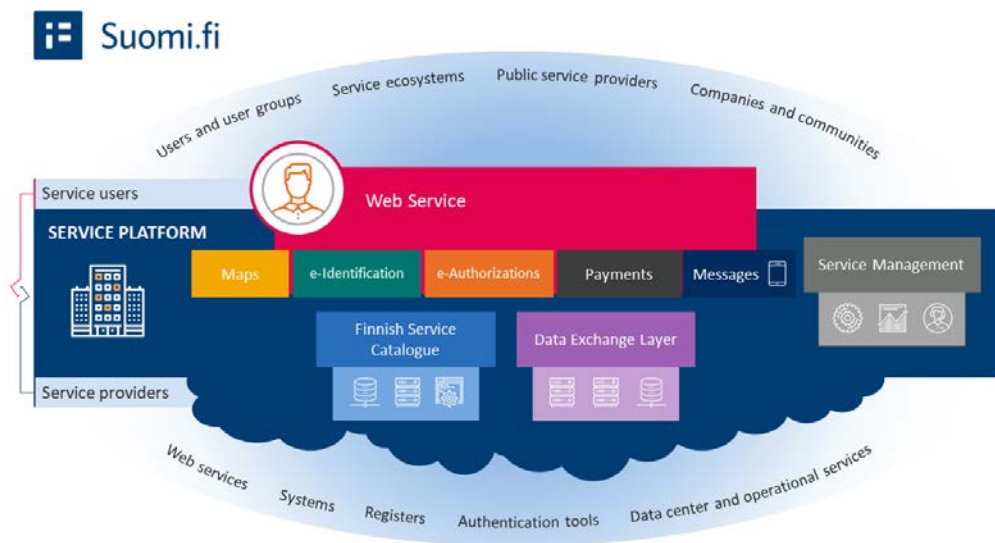 Suomi.fi
Users and user groups
Service ecosystems
Public service providers
Companies and communities
Service users
Web Service
SERVICE PLATFORM
Maps
e-Identification
e-Authorizations
Payments
Messages
Service Management
Finnish Service
Catalogue
Data Exchange Layer
Service providers
Web services
Systems
Registers
Authentication tools
Data center and operational services